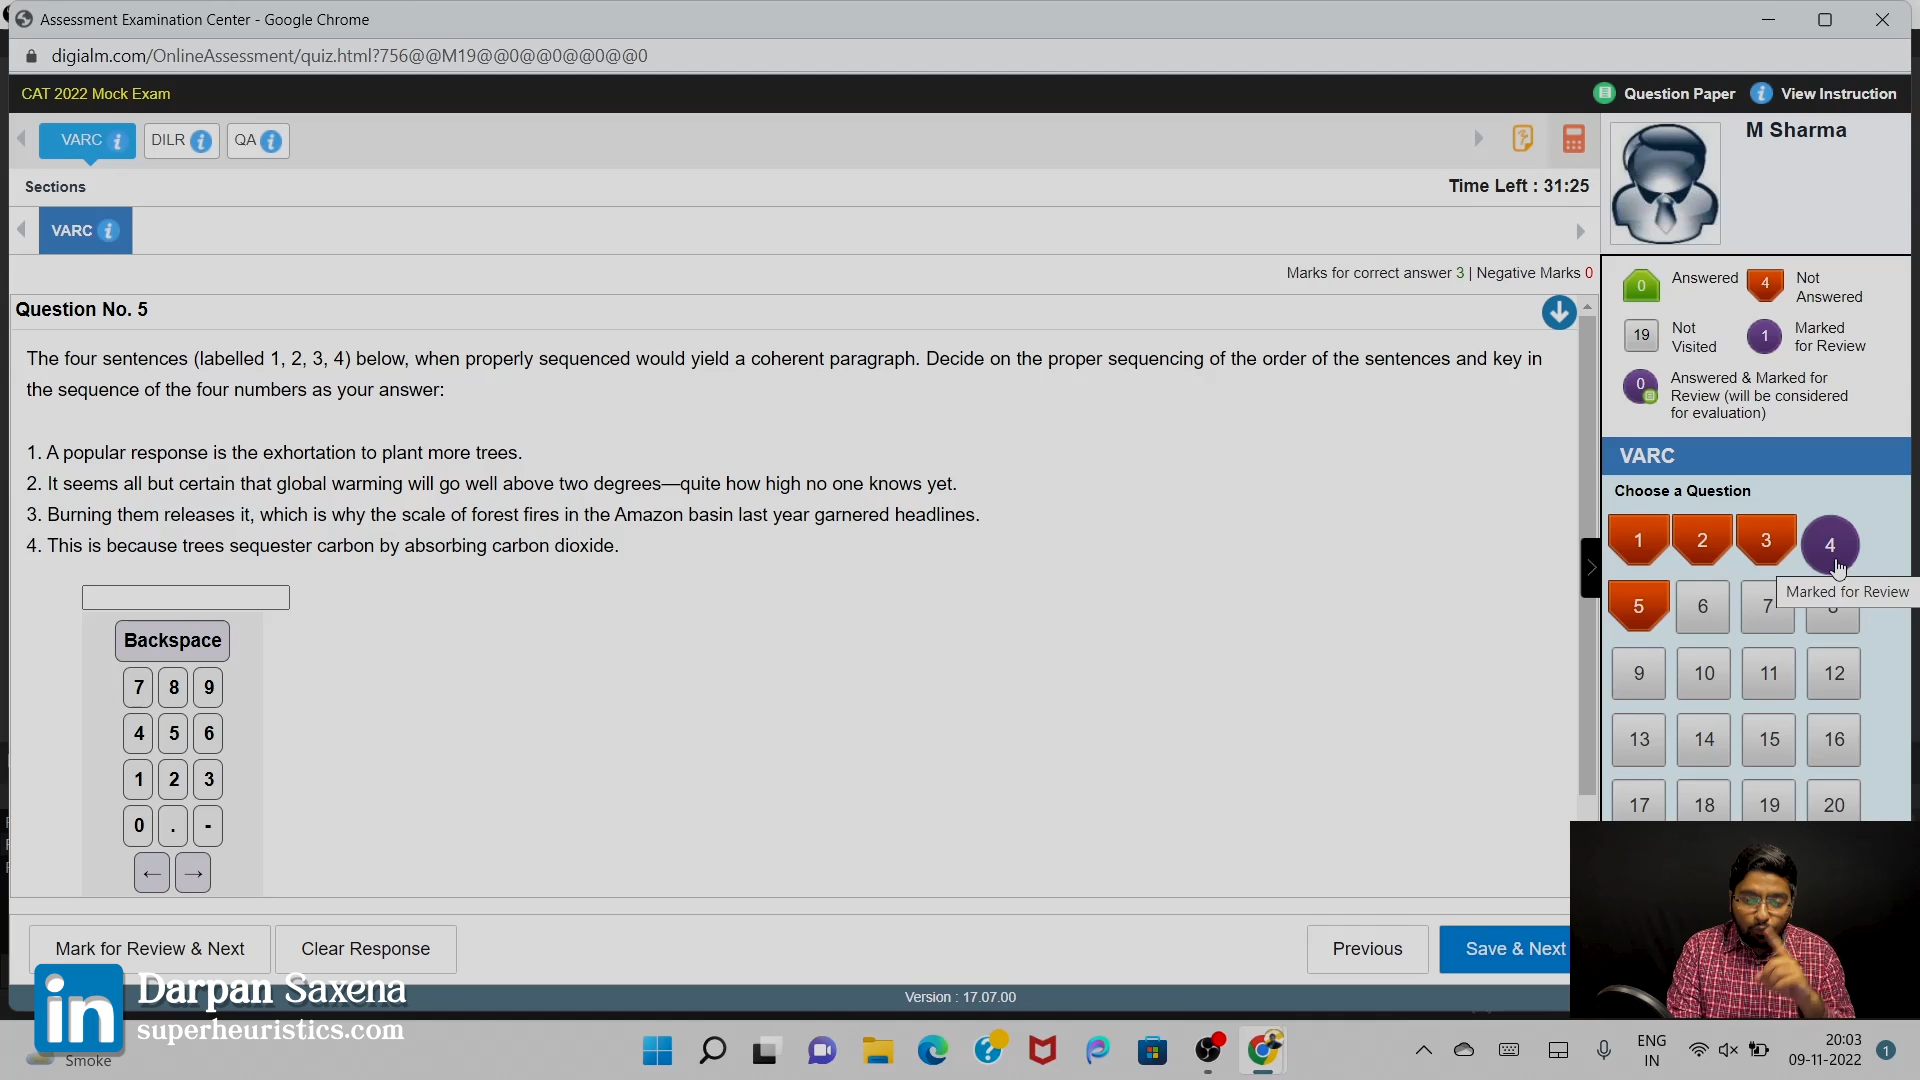 Assessment Examination Center - Google Chrome
digialm.com/OnlineAssessment/quiz.html?756@@M19@@0@@0@@0@@0
CAT 2022 Mock Exam
Question Paper
View Instruction
VARC
DILR
QA
M Sharma
Sections
Time Left : 31:25
VARC
Marks for correct answer 3 | Negative Marks 0
0 Answered
4 Not Answered
19 Not Visited
1 Marked for Review
0 Answered & Marked for Review (will be considered for evaluation)
Question No. 5
The four sentences (labelled 1, 2, 3, 4) below, when properly sequenced would yield a coherent paragraph. Decide on the proper sequencing of the order of the sentences and key in
the sequence of the four numbers as your answer:
1. A popular response is the exhortation to plant more trees.
2. It seems all but certain that global warming will go well above two degrees—quite how high no one knows yet.
3. Burning them releases it, which is why the scale of forest fires in the Amazon basin last year garnered headlines.
4. This is because trees sequester carbon by absorbing carbon dioxide.
Backspace
7 8 9
4 5 6
1 2 3
0 . -
← →
VARC
Choose a Question
1 2 3 4
Marked for Review
5 6 7
9 10 11 12
13 14 15 16
17 18 19 20
Mark for Review & Next
Clear Response
Previous
Save & Next
Version : 17.07.00
in
Darpan Saxena
superheuristics.com
Smoke
ENG
IN
20:03
09-11-2022
1